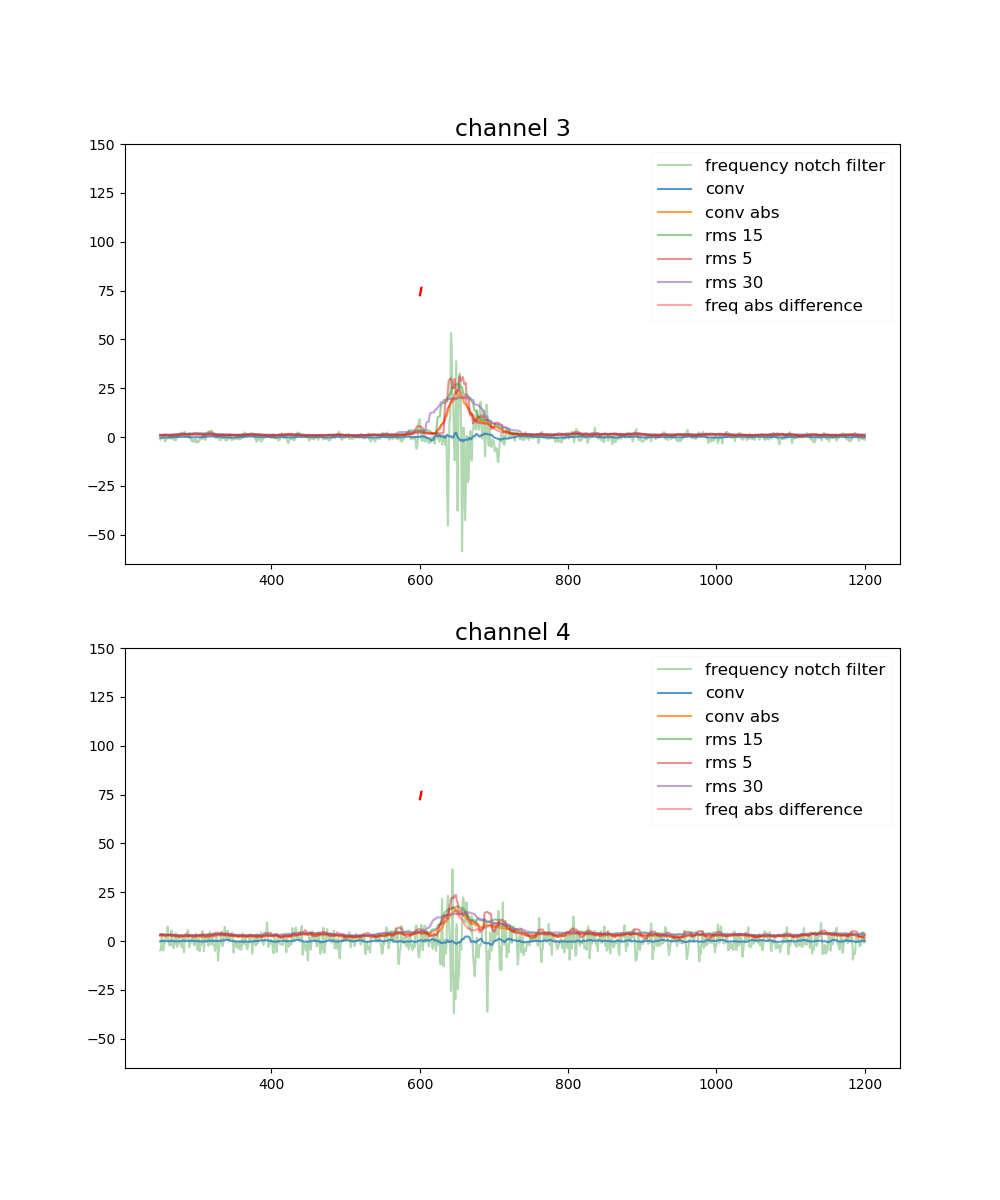 channel 3
150
125
100
75
50
25
0
−25
−50
400 600 800 1000 1200
frequency notch filter
conv
conv abs
rms 15
rms 5
rms 30
freq abs difference
channel 4
150
125
100
75
50
25
0
−25
−50
400 600 800 1000 1200
frequency notch filter
conv
conv abs
rms 15
rms 5
rms 30
freq abs difference